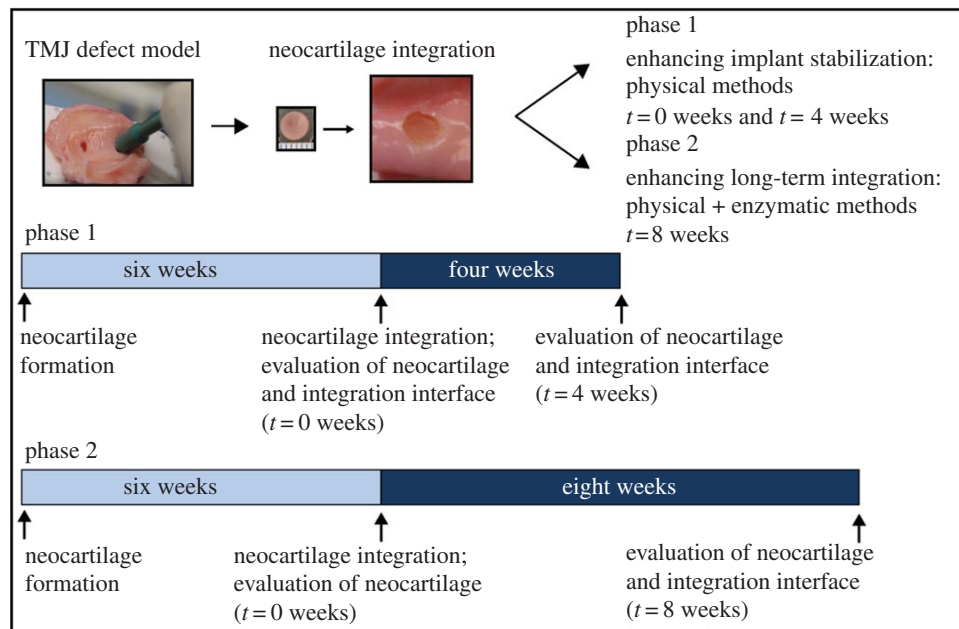 TMJ defect model
neocartilage integration
phase 1
enhancing implant stabilization:
physical methods
t = 0 weeks and t = 4 weeks
phase 2
enhancing long-term integration:
physical + enzymatic methods
t = 8 weeks
phase 1
six weeks
four weeks
neocartilage
formation
neocartilage integration;
evaluation of neocartilage
and integration interface
(t = 0 weeks)
evaluation of neocartilage
and integration interface
(t = 4 weeks)
phase 2
six weeks
eight weeks
neocartilage
formation
neocartilage integration;
evaluation of neocartilage
(t = 0 weeks)
evaluation of neocartilage
and integration interface
(t = 8 weeks)